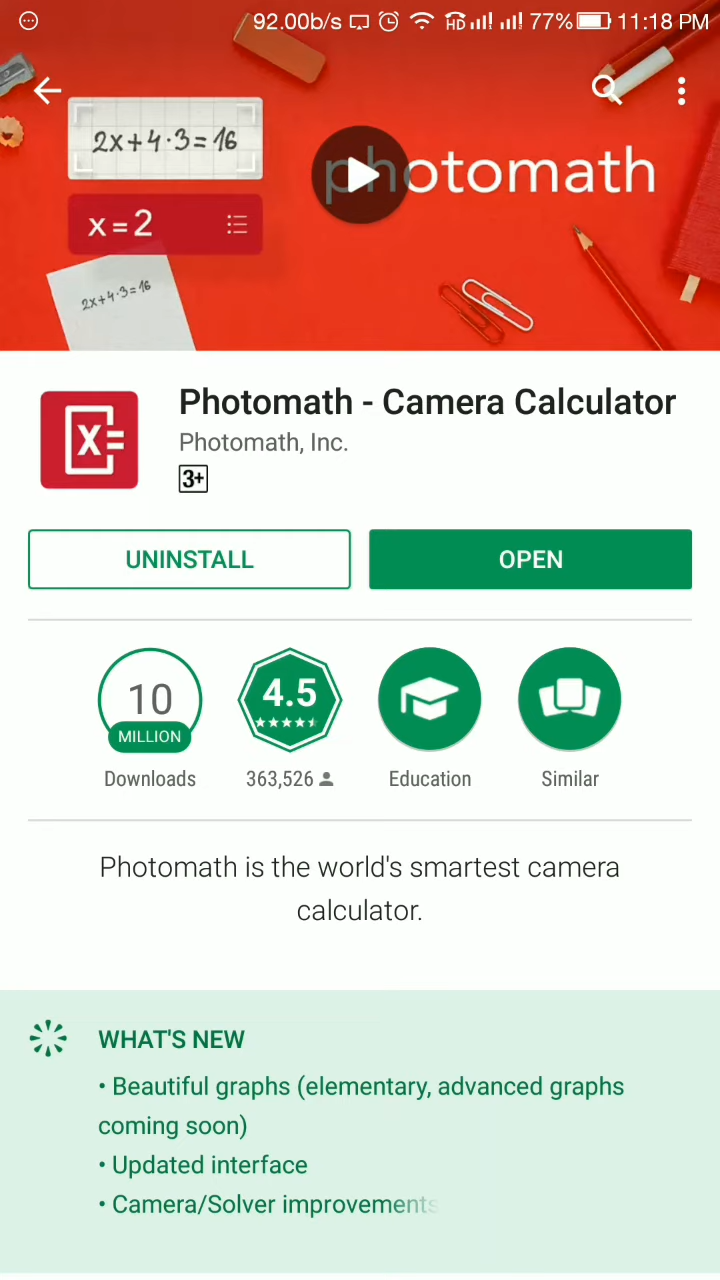 92.00b/s HD 77% 11:18 PM
2x+4·3=16
photomath
x=2
2x+4·3=16
Photomath - Camera Calculator
Photomath, Inc.
3+
UNINSTALL
OPEN
10
MILLION
Downloads
4.5
363,526
Education
Similar
Photomath is the world's smartest camera
calculator.
WHAT'S NEW
• Beautiful graphs (elementary, advanced graphs
coming soon)
• Updated interface
• Camera/Solver improvements